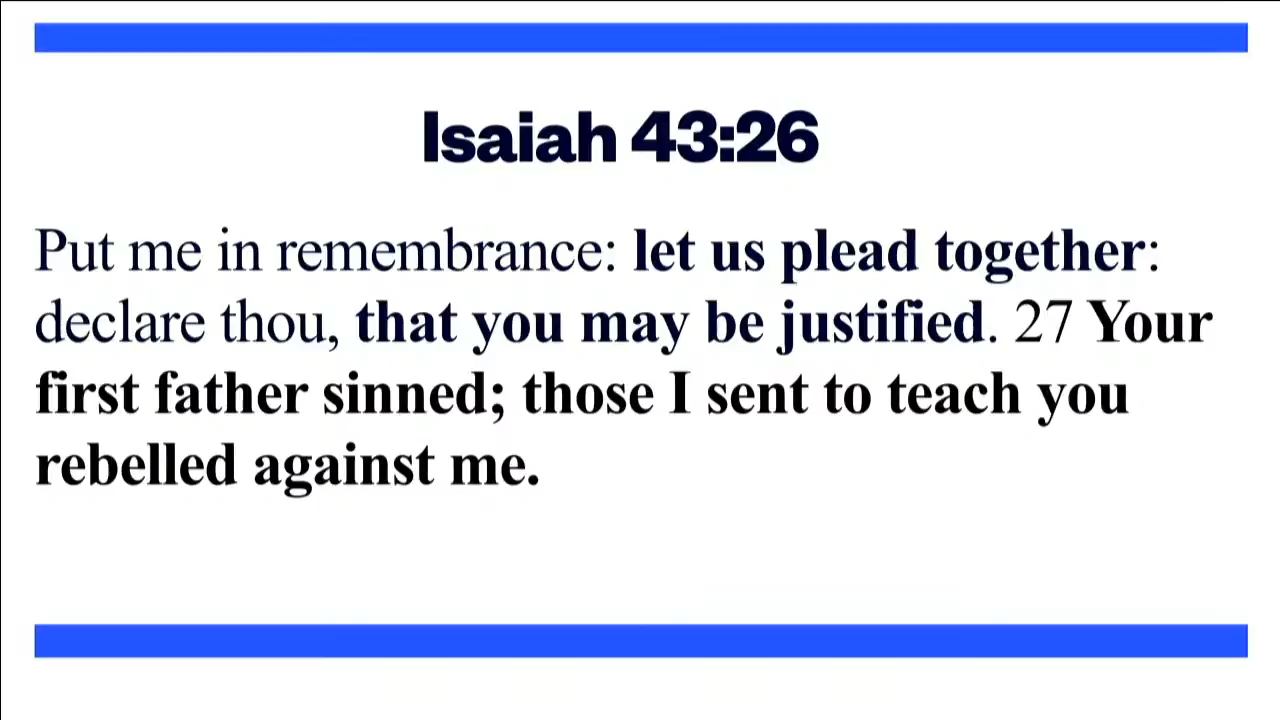 Isaiah 43:26
Put me in remembrance: let us plead together:
declare thou, that you may be justified. 27 Your
first father sinned; those I sent to teach you
rebelled against me.